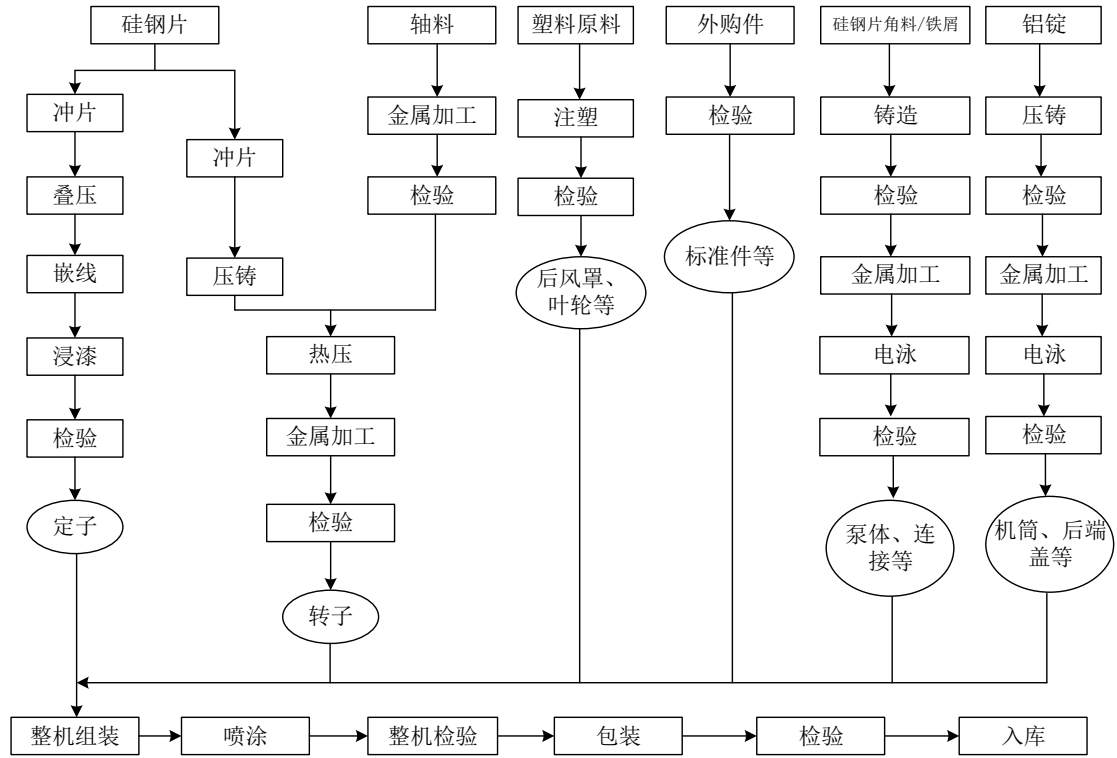 硅钢片
轴料
塑料原料
外购件
硅钢片角料/铁屑
铝锭
冲片
金属加工
注塑
检验
铸造
压铸
冲片
叠压
检验
检验
检验
检验
嵌线
压铸
后风罩、
叶轮等
标准件等
金属加工
金属加工
浸漆
热压
电泳
电泳
检验
金属加工
检验
检验
定子
检验
泵体、连
接等
机筒、后端
盖等
转子
整机组装
喷涂
整机检验
包装
检验
入库